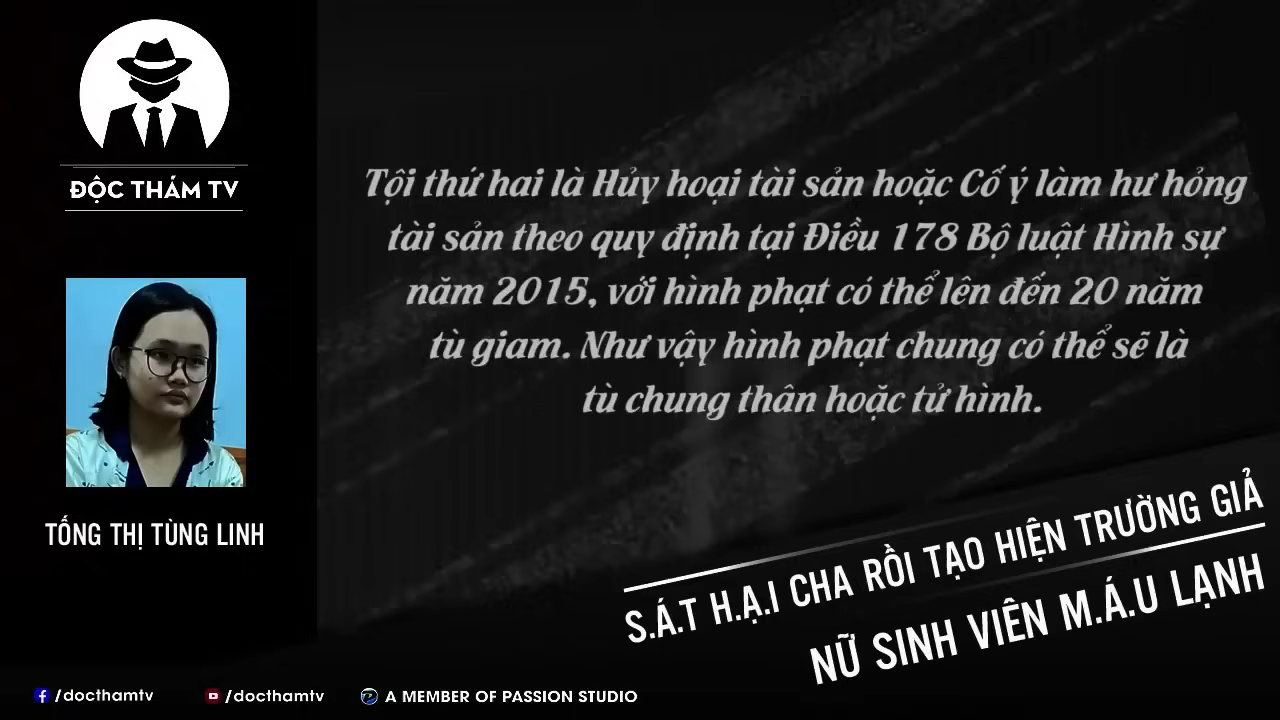 ĐỘC THÁM TV
TỐNG THỊ TÙNG LINH
Tội thứ hai là Hủy hoại tài sản hoặc Cố ý làm hư hỏng
tài sản theo quy định tại Điều 178 Bộ luật Hình sự
năm 2015, với hình phạt có thể lên đến 20 năm
tù giam. Như vậy hình phạt chung có thể sẽ là
tù chung thân hoặc tử hình.
S.Á.T H.Ạ.I CHA RỒI TẠO HIỆN TRƯỜNG GIẢ
NỮ SINH VIÊN M.Á.U LẠNH
/docthamtv /docthamtv A MEMBER OF PASSION STUDIO